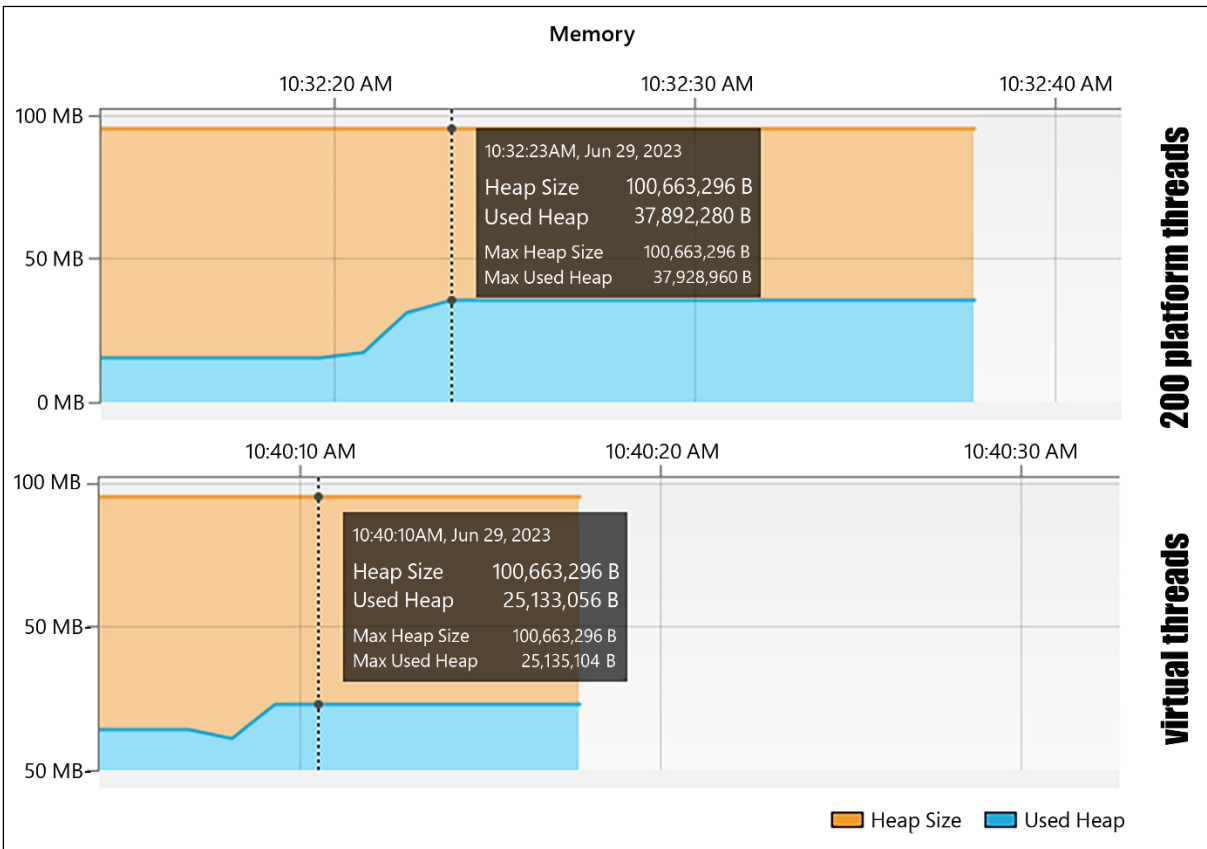 Memory
10:32:20 AM 10:32:30 AM 10:32:40 AM
100 MB
10:32:23AM, Jun 29, 2023
Heap Size 100,663,296 B
Used Heap 37,892,280 B
50 MB
Max Heap Size 100,663,296 B
Max Used Heap 37,928,960 B
0 MB
200 platform threads
10:40:10 AM 10:40:20 AM 10:40:30 AM
100 MB
10:40:10AM, Jun 29, 2023
Heap Size 100,663,296 B
Used Heap 25,133,056 B
50 MB
Max Heap Size 100,663,296 B
Max Used Heap 25,135,104 B
50 MB
virtual threads
Heap Size Used Heap